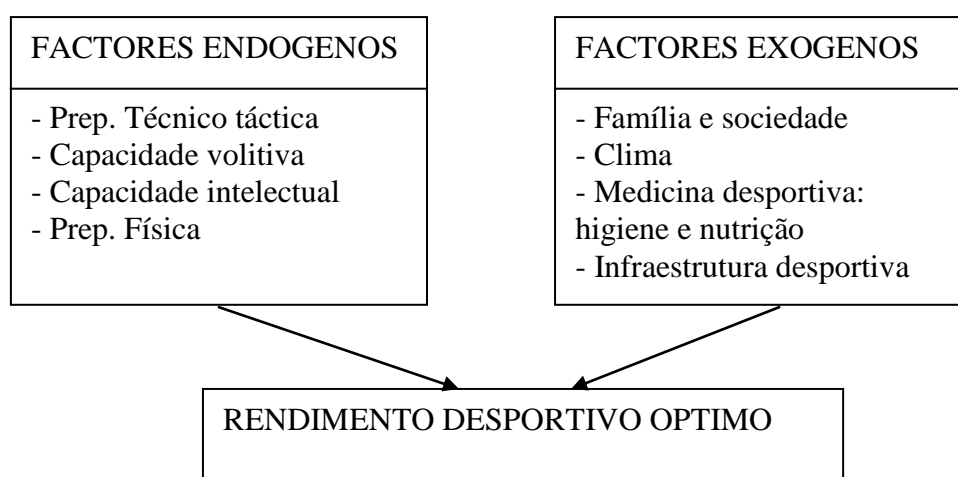 FACTORES ENDOGENOS
- Prep. Técnico táctica
- Capacidade volitiva
- Capacidade intelectual
- Prep. Física
FACTORES EXOGENOS
- Família e sociedade
- Clima
- Medicina desportiva:
higiene e nutrição
- Infraestrutura desportiva
RENDIMENTO DESPORTIVO OPTIMO